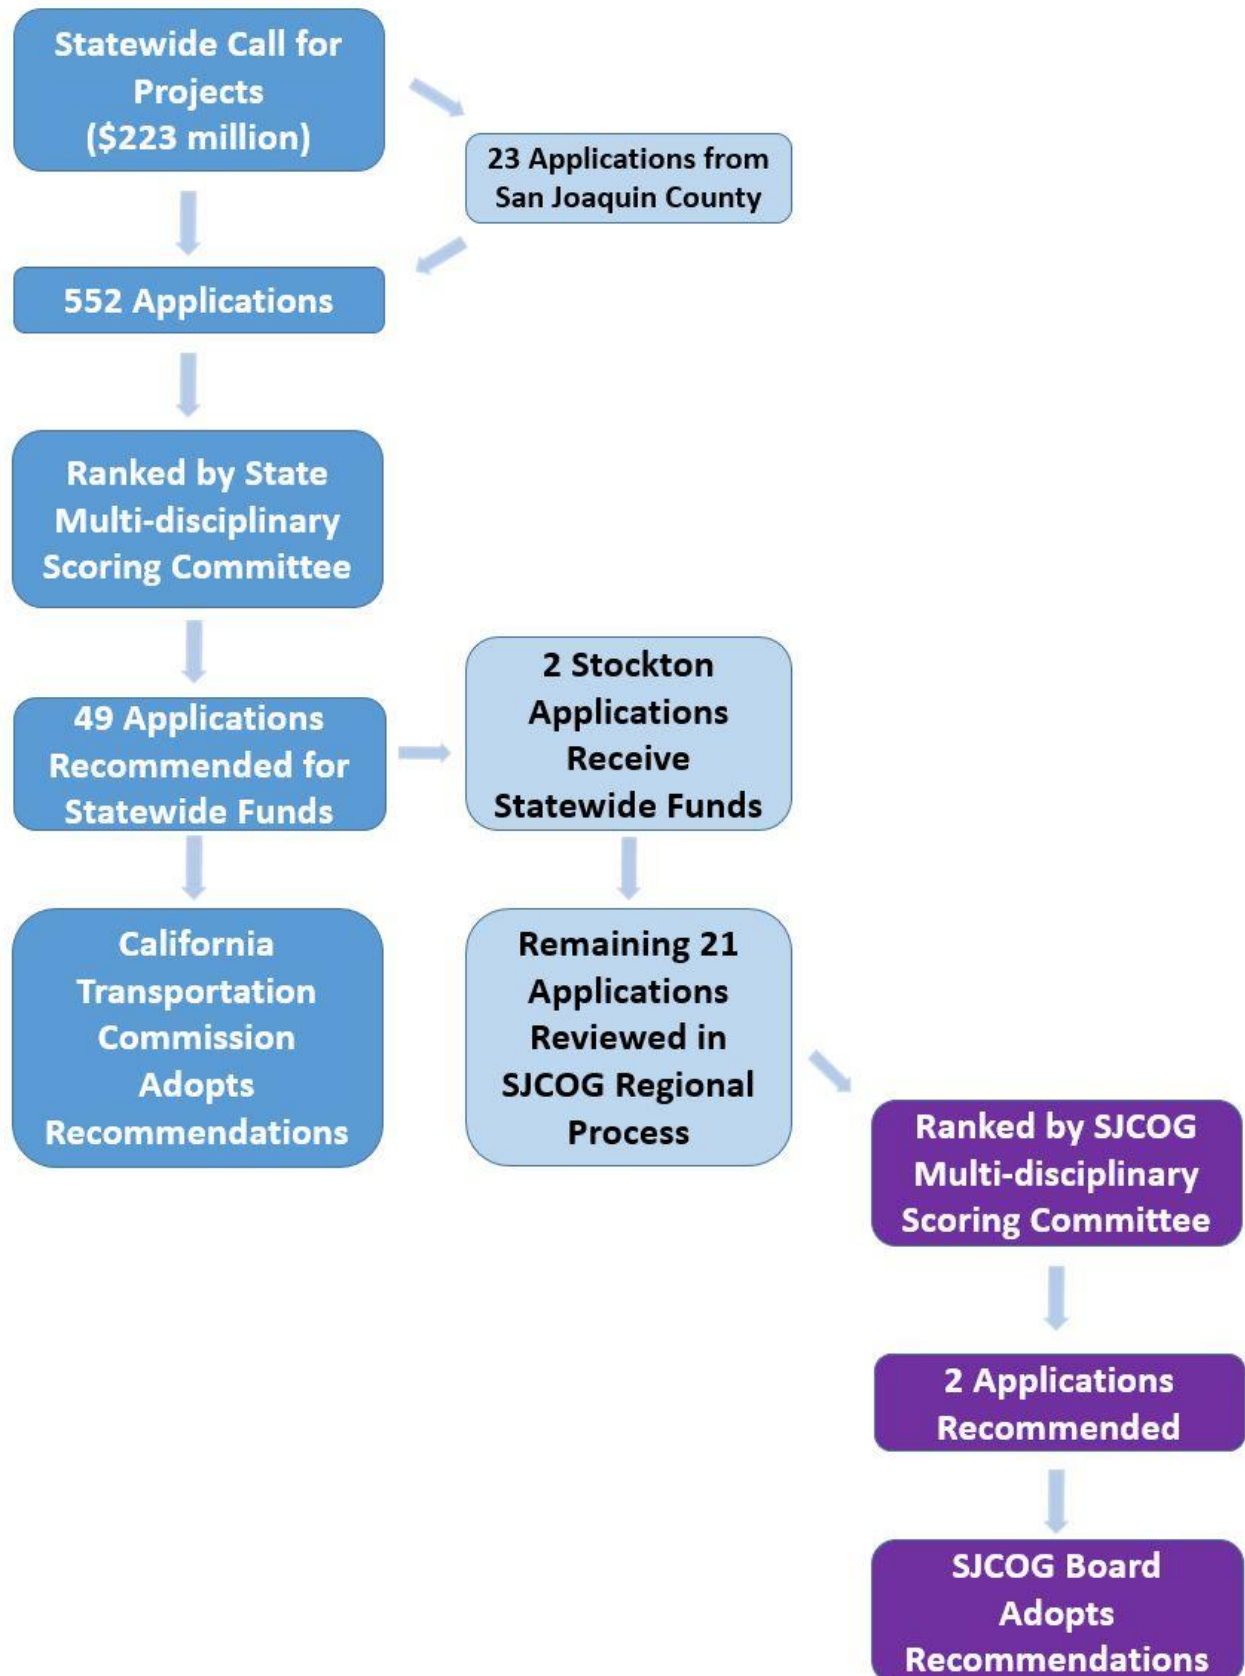 Statewide Call for
Projects
($223 million)
23 Applications from
San Joaquin County
552 Applications
Ranked by State
Multi-disciplinary
Scoring Committee
49 Applications
Recommended for
Statewide Funds
2 Stockton
Applications
Receive
Statewide Funds
California
Transportation
Commission
Adopts
Recommendations
Remaining 21
Applications
Reviewed in
SJCOG Regional
Process
Ranked by SJCOG
Multi-disciplinary
Scoring Committee
2 Applications
Recommended
SJCOG Board
Adopts
Recommendations